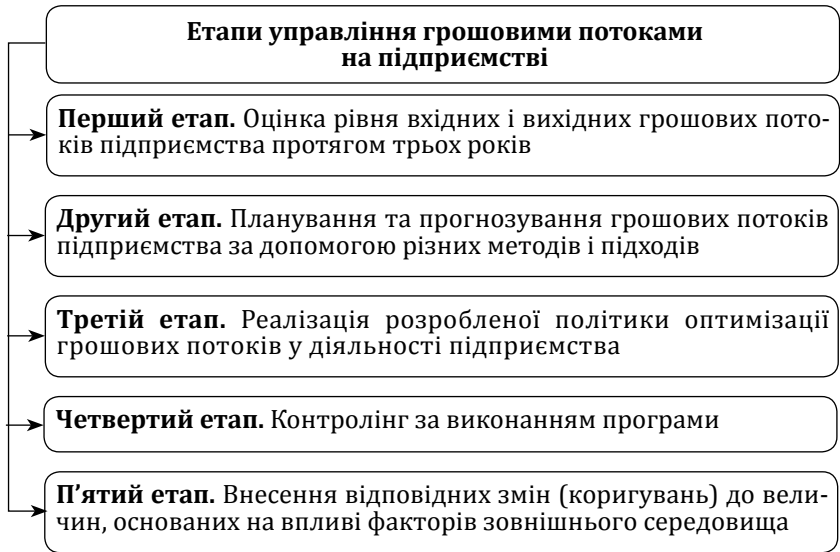 Етапи управління грошовими потоками
на підприємстві
Перший етап. Оцінка рівня вхідних і вихідних грошових пото-
ків підприємства протягом трьох років
Другий етап. Планування та прогнозування грошових потоків
підприємства за допомогою різних методів і підходів
Третій етап. Реалізація розробленої політики оптимізації
грошових потоків у діяльності підприємства
Четвертий етап. Контролінг за виконанням програми
П’ятий етап. Внесення відповідних змін (коригувань) до вели-
чин, основаних на впливі факторів зовнішнього середовища